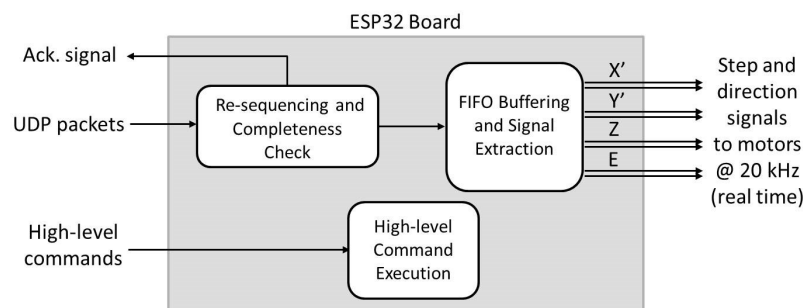 ESP32 Board
Ack. signal
UDP packets
High-level
commands
Re-sequencing and
Completeness
Check
FIFO Buffering
and Signal
Extraction
High-level
Command
Execution
X’
Y’
Z
E
Step and
direction
signals
to motors
@ 20 kHz
(real time)